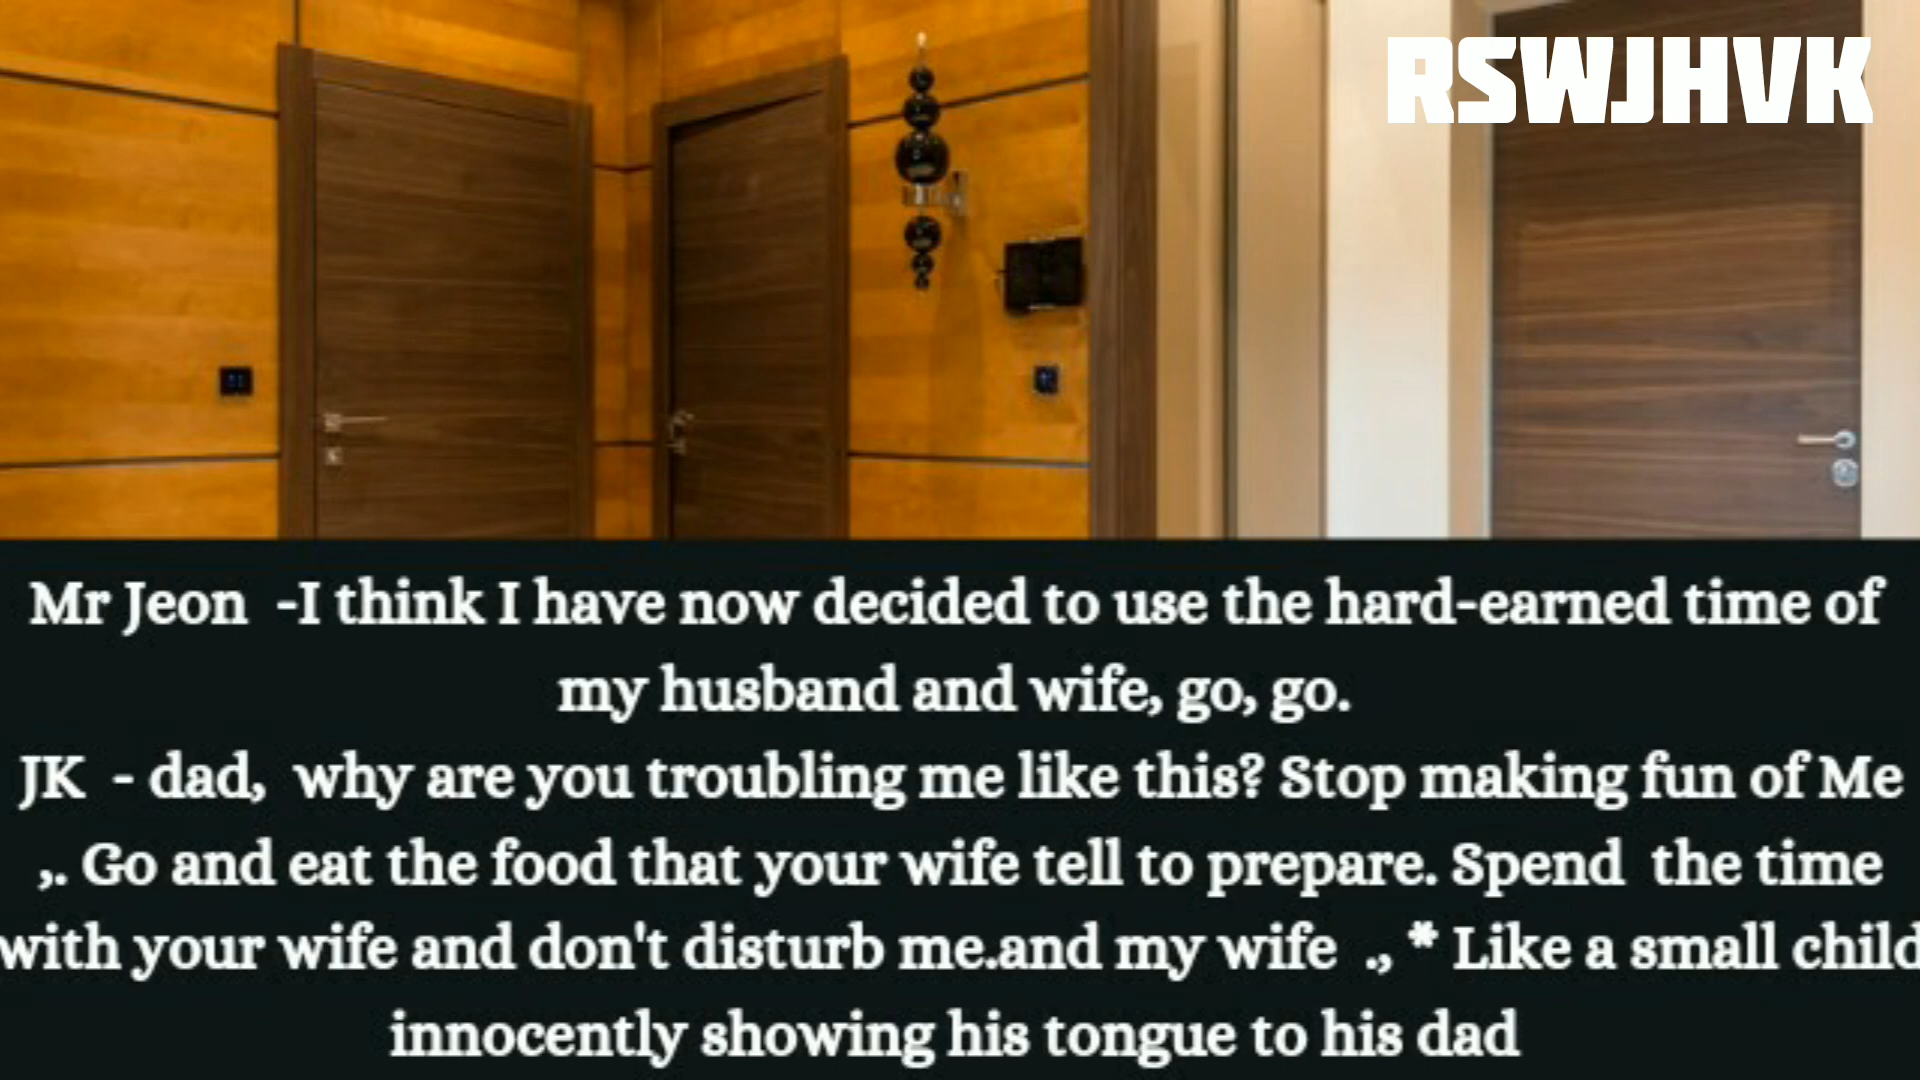 RSWJHVK
Mr Jeon -I think I have now decided to use the hard-earned time of
my husband and wife, go, go.
JK - dad, why are you troubling me like this? Stop making fun of Me
,. Go and eat the food that your wife tell to prepare. Spend the time
with your wife and don't disturb me.and my wife ., * Like a small child
innocently showing his tongue to his dad